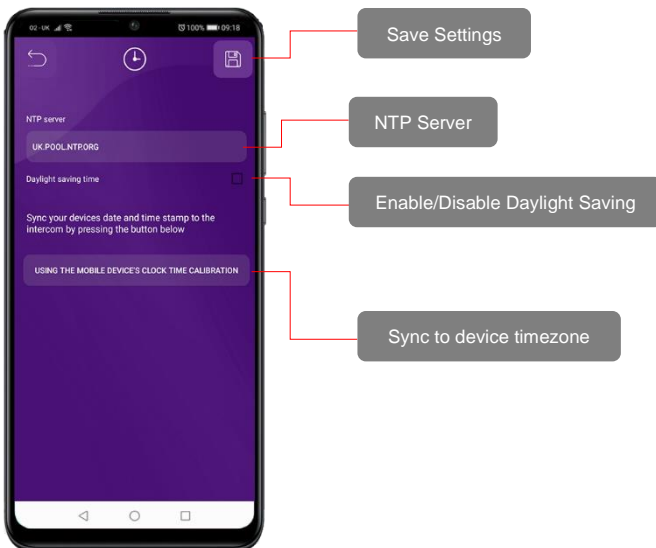 02-UK 100% 09:18
Save Settings
NTP server
NTP Server
UK.POOL.NTP.ORG
Daylight saving time
Enable/Disable Daylight Saving
Sync your devices date and time stamp to the
intercom by pressing the button below
USING THE MOBILE DEVICE'S CLOCK TIME CALIBRATION
Sync to device timezone